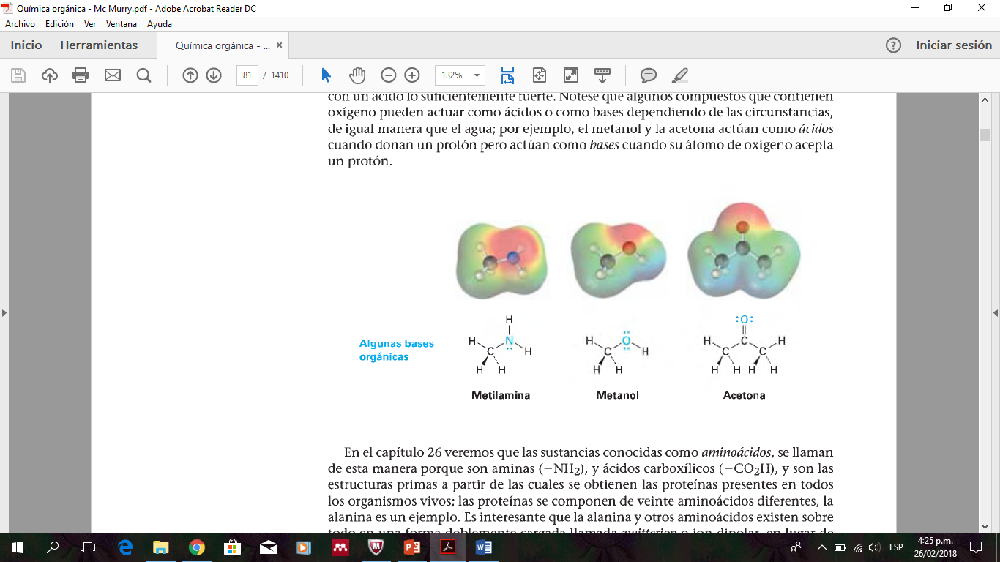 Química orgánica - Mc Murry.pdf - Adobe Acrobat Reader DC
Archivo Edición Ver Ventana Ayuda
Inicio Herramientas Química orgánica - ... × ? Iniciar sesión
81 / 1410 132%
con un ácido lo suficientemente fuerte. Nótese que algunos compuestos que contienen
oxígeno pueden actuar como ácidos o como bases dependiendo de las circunstancias,
de igual manera que el agua; por ejemplo, el metanol y la acetona actúan como ácidos
cuando donan un protón pero actúan como bases cuando su átomo de oxígeno acepta
un protón.
Algunas bases
orgánicas
H
H N H
C
H H
Metilamina
H O H
C
H H
Metanol
O
H C H
C C
H H H H
Acetona
En el capítulo 26 veremos que las sustancias conocidas como aminoácidos, se llaman
de esta manera porque son aminas (−NH2), y ácidos carboxílicos (−CO2H), y son las
estructuras primas a partir de las cuales se obtienen las proteínas presentes en todos
los organismos vivos; las proteínas se componen de veinte aminoácidos diferentes, la
alanina es un ejemplo. Es interesante que la alanina y otros aminoácidos existen sobre
todo en una forma doblemente cargada llamada zwitterion o ion dipolar, en lugar de
ESP
4:25 p.m.
26/02/2018